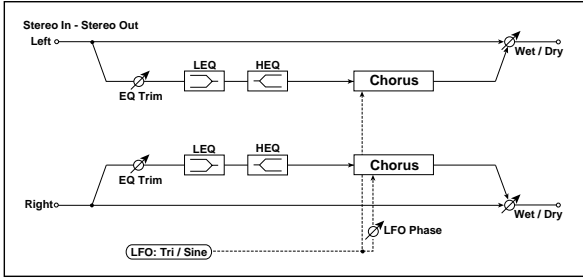 Stereo In - Stereo Out
Left
Wet / Dry
LEQ
HEQ
EQ Trim
Chorus
LEQ
HEQ
EQ Trim
Chorus
Right
Wet / Dry
LFO Phase
LFO: Tri / Sine